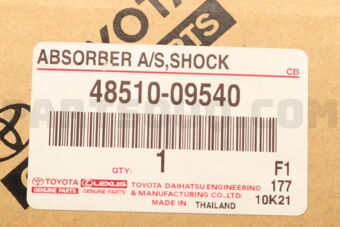 TOYOTA
GENUINE PARTS
ABSORBER A/S,SHOCK
CB
48510-09540
QTY:
1
F1
177
10K21
TOYOTA
GENUINE PARTS
LEXUS
GENUINE PARTS
TOYOTA DAIHATSU ENGINEERING
& MANUFACTURING CO.,LTD.
MADE IN THAILAND